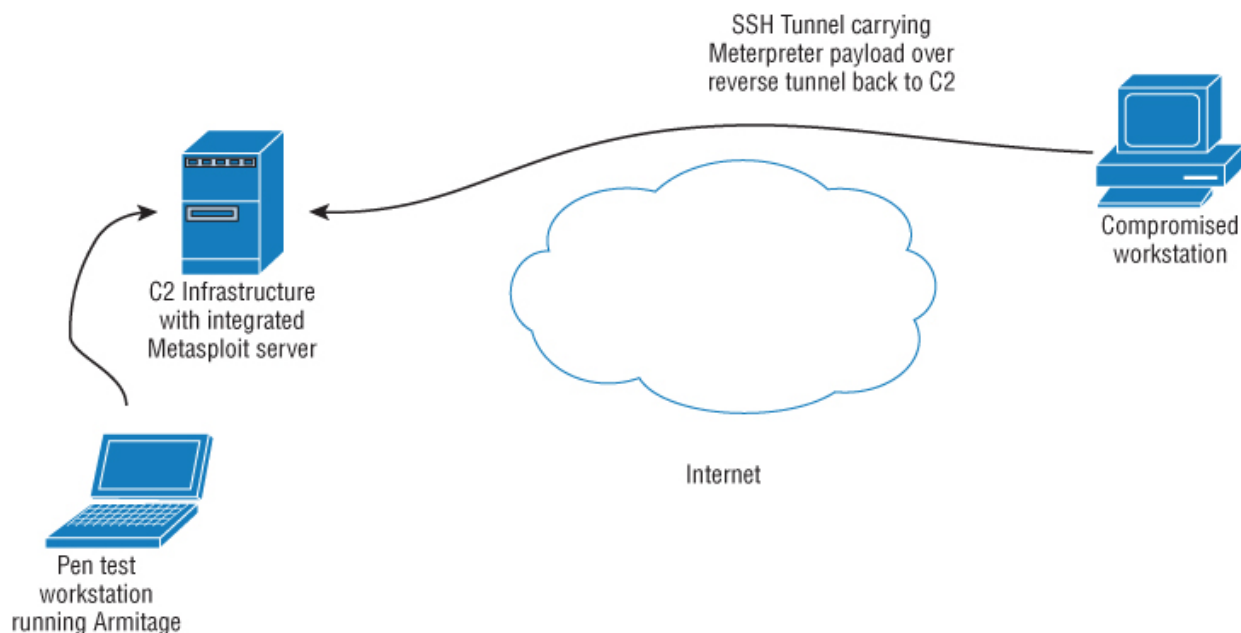 SSH Tunnel carrying
Meterpreter payload over
reverse tunnel back to C2
Compromised
workstation
C2 Infrastructure
with integrated
Metasploit server
Internet
Pen test
workstation
running Armitage